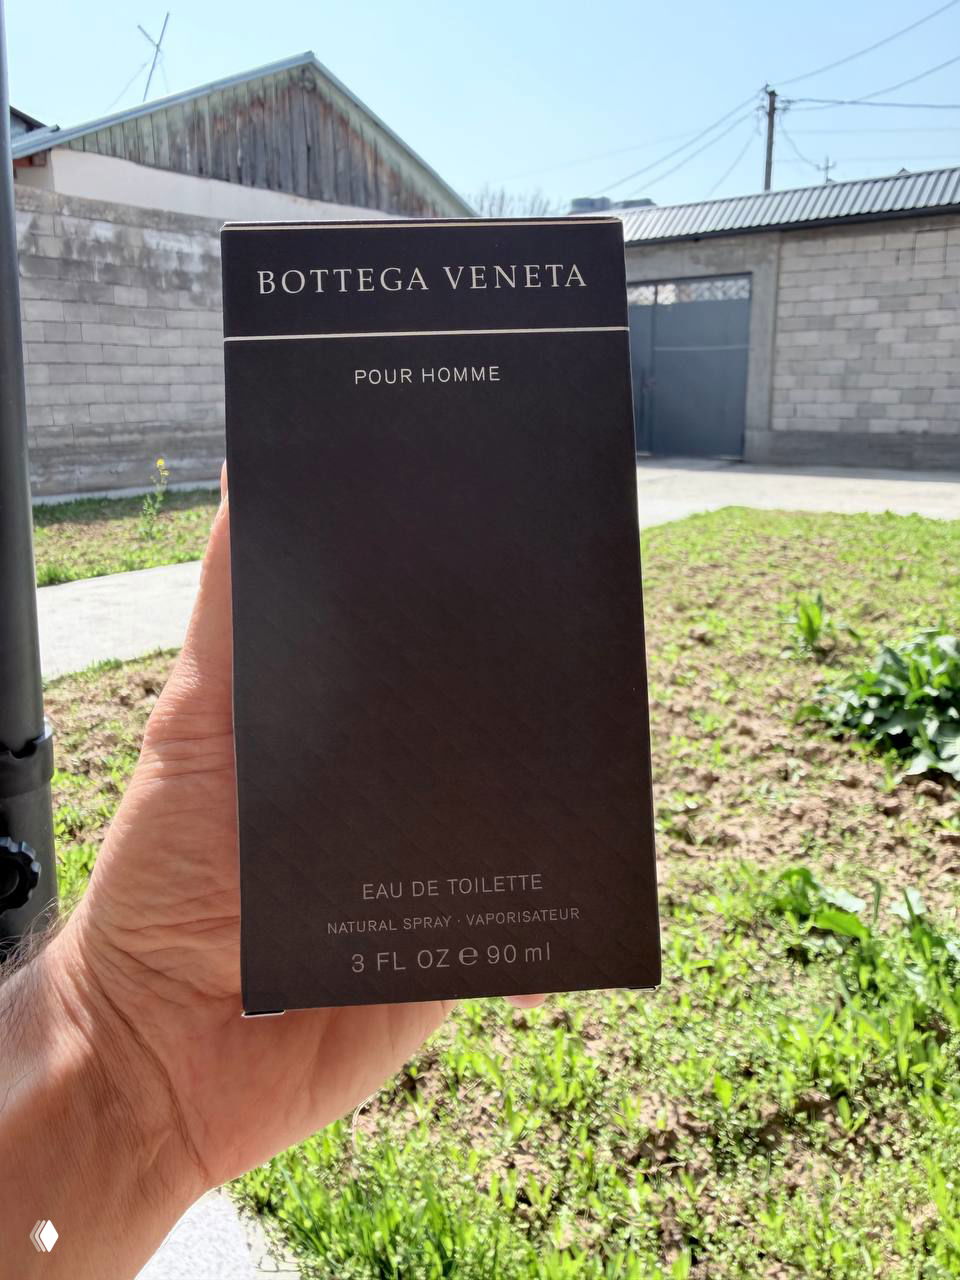 BOTTEGA VENETA
POUR HOMME
EAU DE TOILETTE
NATURAL SPRAY · VAPORISATEUR
3 FL OZ ℮ 90 ml